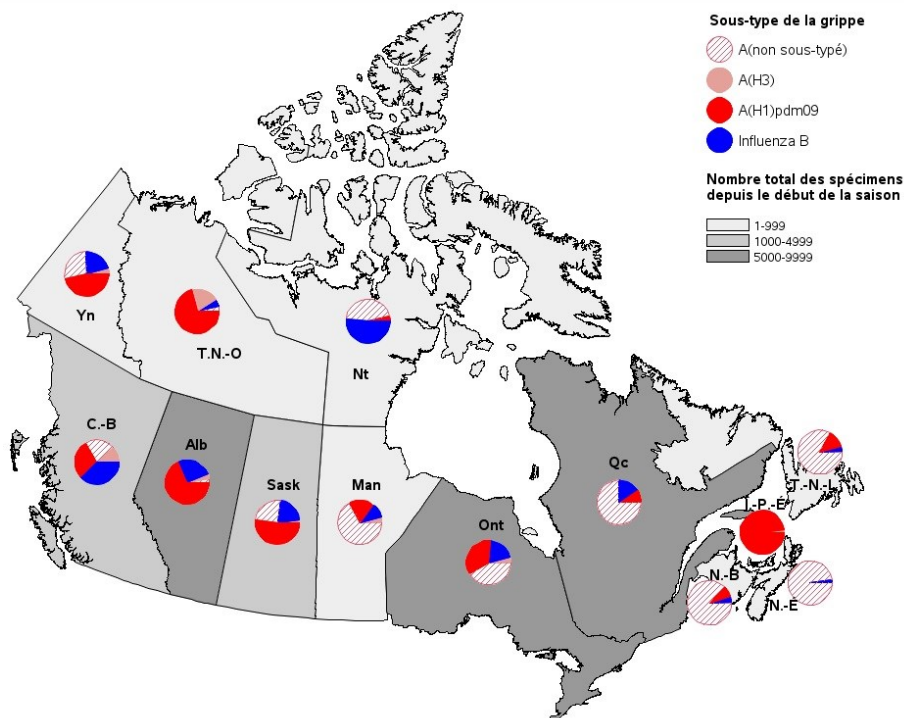 Sous-type de la grippe
A(non sous-typé)
A(H3)
A(H1)pdm09
Influenza B
Nombre total des spécimens
depuis le début de la saison
1-999
1000-4999
5000-9999
Yn
T.N.-O
Nt
C.-B
Alb
Sask
Man
Ont
Qc
T.-N.-L
Î.-P.-É
N.-B
N.-É